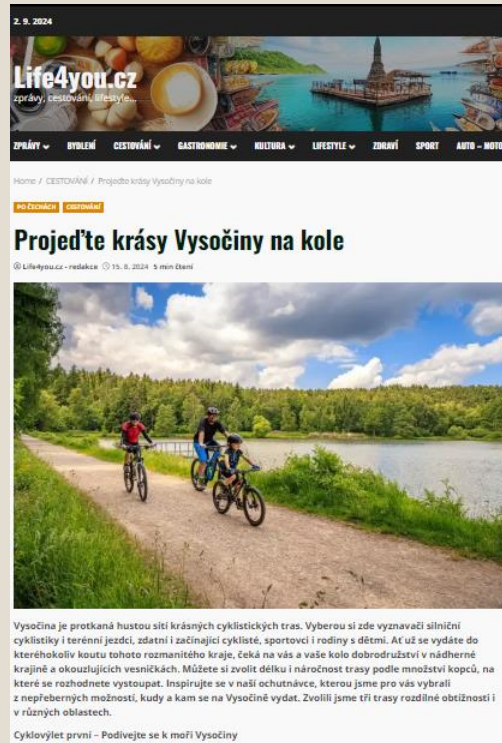 2. 9. 2024
Life4you.cz
zprávy, cestování, lifestyle...
ZPRÁVY BYDLENÍ CESTOVÁNÍ GASTRONOMIE KULTURA LIFESTYLE ZDRAVÍ SPORT AUTO – MOTO
Home / CESTOVÁNÍ / Projeďte krásy Vysočiny na kole
PO ČECHÁCH CESTOVÁNÍ
Projeďte krásy Vysočiny na kole
Life4you.cz - redakce 15. 8. 2024 5 min čtení
Vysočina je protkaná hustou sítí krásných cyklistických tras. Vyberou si zde vyznavači silniční
cyklistiky i terénní jezdci, zdatní i začínající cyklisté, sportovci i rodiny s dětmi. Ať už se vydáte do
kteréhokoliv koutu tohoto rozmanitého kraje, čeká na vás a vaše kolo dobrodružství v nádherné
krajině a okouzlujících vesničkách. Můžete si zvolit délku i náročnost trasy podle množství kopců, na
které se rozhodnete vystoupat. Inspirujte se v naší ochutnávce, kterou jsme pro vás vybrali
z nepřeberných možností, kudy a kam se na Vysočině vydat. Zvolili jsme tři trasy rozdílné obtížnosti i
v různých oblastech.
Cyklovýlet první – Podívejte se k moři Vysočiny